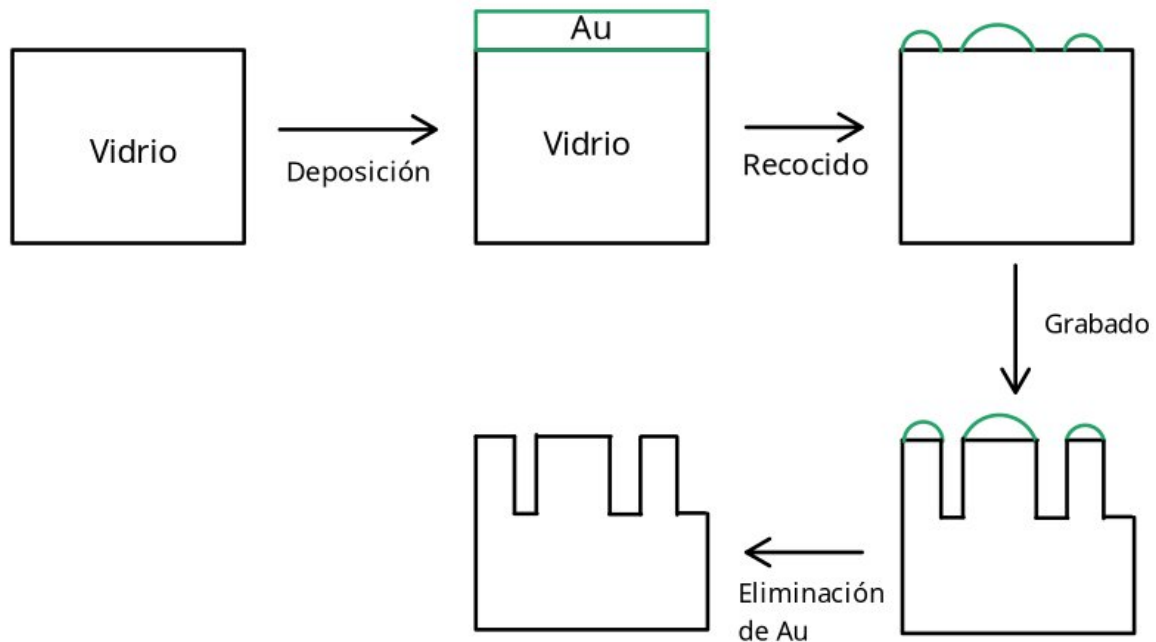 Vidrio
Deposición
Au
Vidrio
Recocido
Grabado
Eliminación
de Au